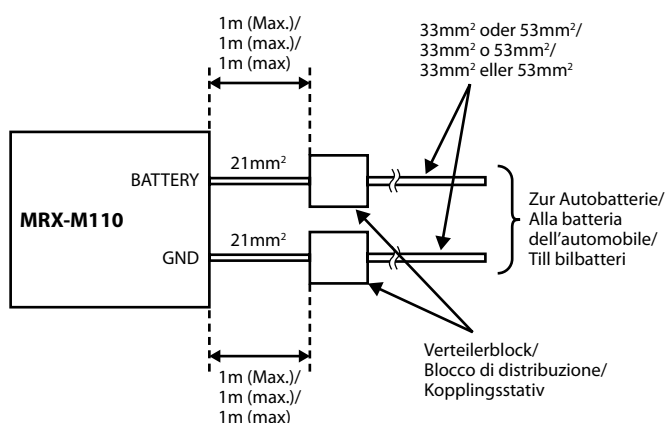 1m (Max.)/
1m (max.)/
1m (max)
33mm² oder 53mm²/
33mm² o 53mm²/
33mm² eller 53mm²
BATTERY
21mm²
MRX-M110
GND
21mm²
Zur Autobatterie/
Alla batteria
dell’automobile/
Till bilbatteri
Verteilerblock/
Blocco di distribuzione/
Kopplingsstativ
1m (Max.)/
1m (max.)/
1m (max)